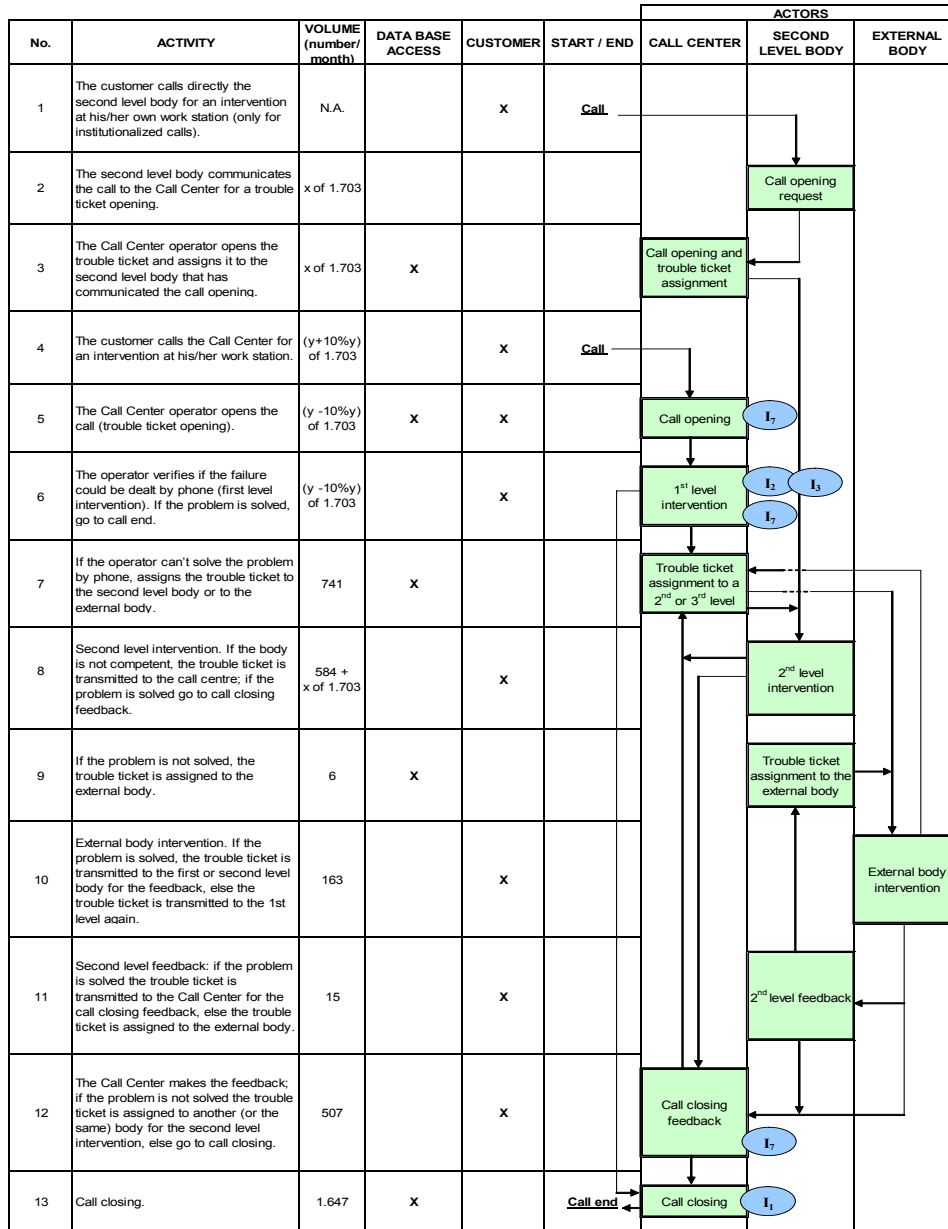 ACTORS
No.
ACTIVITY
VOLUME
(number/
month)
DATA BASE
ACCESS
CUSTOMER
START / END
CALL CENTER
SECOND
LEVEL BODY
EXTERNAL
BODY
1
The customer calls directly the
second level body for an intervention
at his/her own work station (only for
institutionalized calls).
N.A.
X
Call
2
The second level body communicates
the call to the Call Center for a trouble
ticket opening.
x of 1.703
Call opening
request
3
The Call Center operator opens the
trouble ticket and assigns it to the
second level body that has
communicated the call opening.
x of 1.703
X
Call opening and
trouble ticket
assignment
4
The customer calls the Call Center for
an intervention at his/her work station.
(y+10%y)
of 1.703
X
Call
5
The Call Center operator opens the
call (trouble ticket opening).
(y -10%y)
of 1.703
X
X
Call opening
I7
6
The operator verifies if the failure
could be dealt by phone (first level
intervention). If the problem is solved,
go to call end.
(y -10%y)
of 1.703
X
1st level
intervention
I2
I3
I7
7
If the operator can't solve the problem
by phone, assigns the trouble ticket to
the second level body or to the
external body.
741
X
Trouble ticket
assignment to a
2nd or 3rd level
8
Second level intervention. If the body
is not competent, the trouble ticket is
transmitted to the call centre; if the
problem is solved go to call closing
feedback.
584 +
x of 1.703
X
2nd level
intervention
9
If the problem is not solved, the
trouble ticket is assigned to the
external body.
6
X
Trouble ticket
assignment to the
external body
10
External body intervention. If the
problem is solved, the trouble ticket is
transmitted to the first or second level
body for the feedback, else the
trouble ticket is transmitted to the 1st
level again.
163
X
External body
intervention
11
Second level feedback: if the problem
is solved the trouble ticket is
transmitted to the Call Center for the
call closing feedback, else the trouble
ticket is assigned to the external body.
15
X
2nd level feedback
12
The Call Center makes the feedback;
if the problem is not solved the trouble
ticket is assigned to another (or the
same) body for the second level
intervention, else go to call closing.
507
X
Call closing
feedback
I7
13
Call closing.
1.647
X
Call end
Call closing
I1